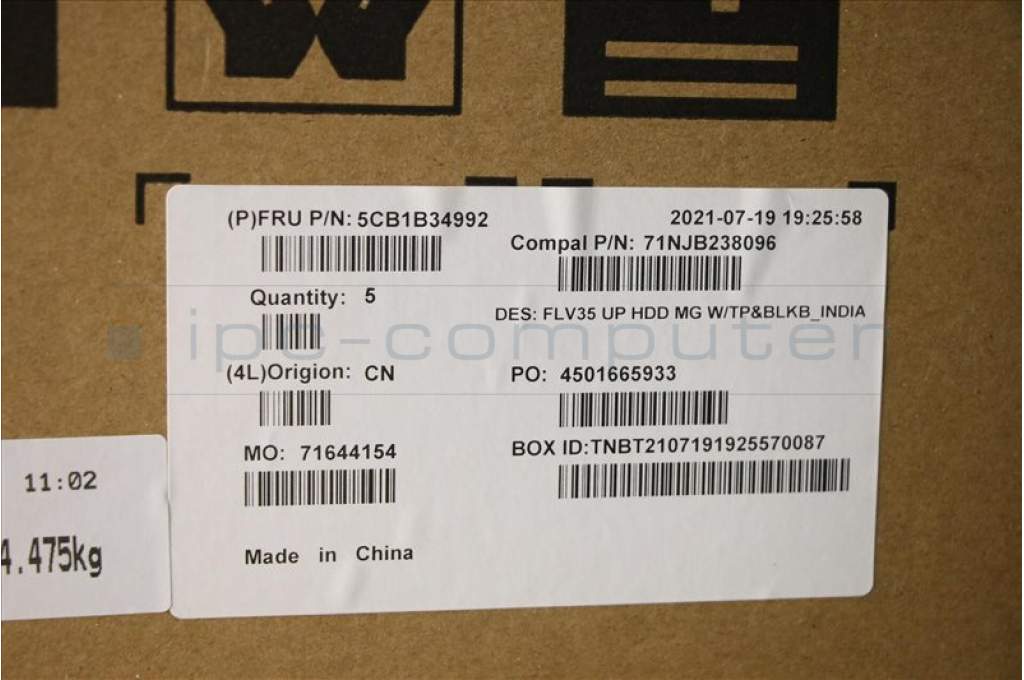 (P)FRU P/N: 5CB1B34992
2021-07-19 19:25:58
Compal P/N: 71NJB238096
Quantity: 5
DES: FLV35 UP HDD MG W/TP&BLKB_INDIA
ipc-computer
(4L)Origion: CN
PO: 4501665933
MO: 71644154
BOX ID:TNBT2107191925570087
11:02
4.475kg
Made in China